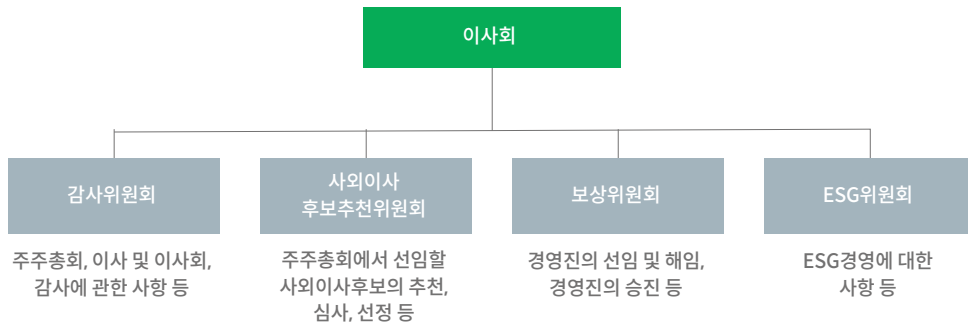 이사회
감사위원회
사외이사
후보추천위원회
보상위원회
ESG위원회
주주총회, 이사 및 이사회,
감사에 관한 사항 등
주주총회에서 선임할
사외이사후보의 추천,
심사, 선정 등
경영진의 선임 및 해임,
경영진의 승진 등
ESG경영에 대한
사항 등